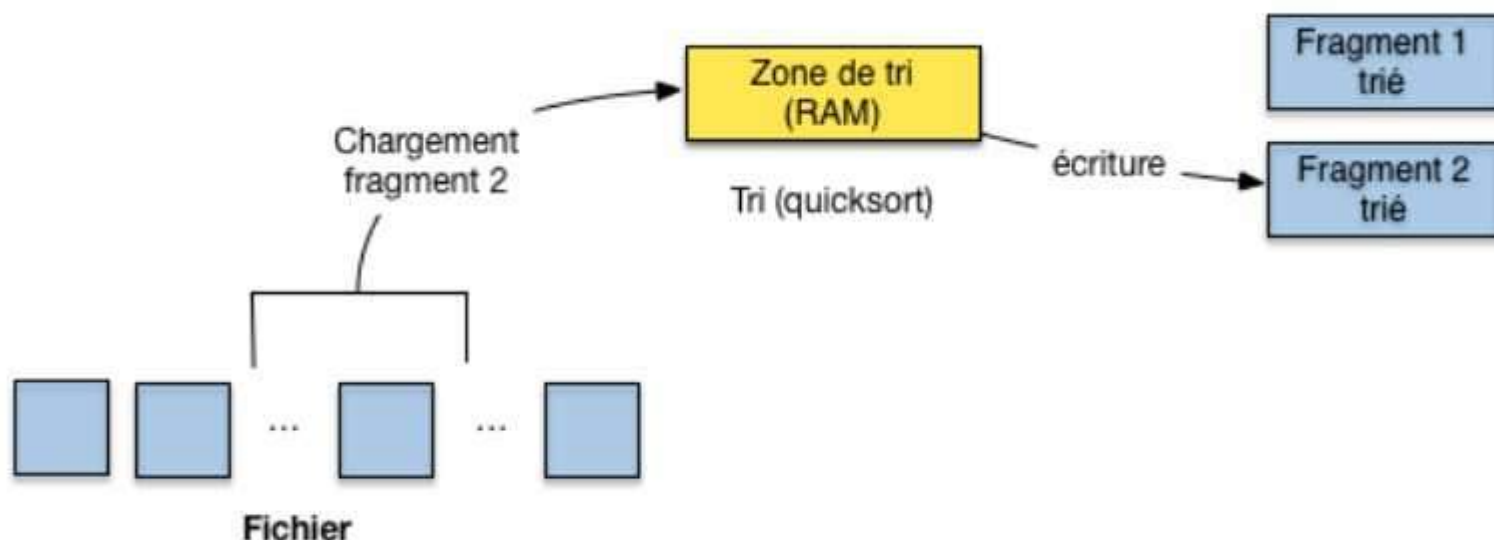 Fragment 1
trié
Zone de tri
(RAM)
Chargement
fragment 2
écriture
Fragment 2
trié
Tri (quicksort)
...
...
Fichier